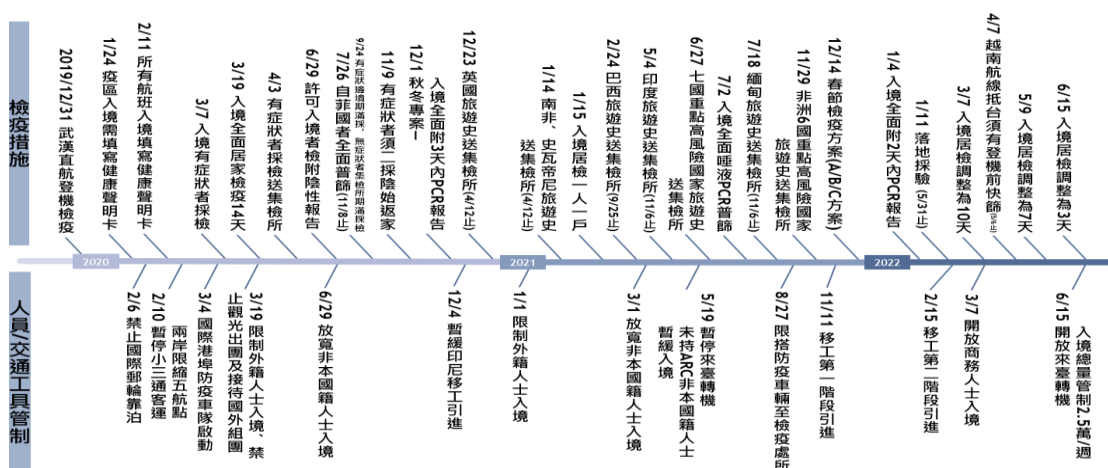 檢疫措施
2019/12/31 武漢直航登機檢疫
1/24 疫區入境需填寫健康聲明卡
2/11 所有航班入境填寫健康聲明卡
3/7 入境有症狀者採檢
3/19 入境全面居家檢疫14天
4/3 有症狀者採檢送集檢所
6/29 許可入境者檢附陰性報告
7/26 自菲國者全面普篩(11/8止)
9/24 有症狀邊境期滿採、無症狀者集檢所期滿採檢
11/9 有症狀者須二採陰始返家
12/1 秋冬專案-
入境全面附3天內PCR報告
12/23 英國旅遊史送集檢所(4/12止)
1/14 南非、史瓦帝尼旅遊史
送集檢所(4/12止)
1/15 入境居檢一人一戶
2/24 巴西旅遊史送集檢所(9/25止)
5/4 印度旅遊史送集檢所(11/6止)
6/27 七國重點高風險國家旅遊史
送集檢所
7/2 入境全面唾液PCR普篩
7/18 緬甸旅遊史送集檢所(11/6止)
11/29 非洲6國重點高風險國家
旅遊史送集檢所
12/14 春節檢疫方案(A/B/C方案)
1/4 入境全面附2天內PCR報告
1/11 落地採驗 (5/31止)
3/7 入境居檢調整為10天
4/7 越南航線抵台須有登機前快篩
5/9 入境居檢調整為7天
6/15 入境居檢調整為3天
2020
2021
2022
人員/交通工具管制
2/6 禁止國際郵輪靠泊
2/10 暫停小三通客運
兩岸限縮五航點
3/4 國際港埠防疫車隊啟動
3/19 限制外籍人士入境、禁
止觀光出團及接待國外組團
6/29 放寬非本國籍人士入境
12/4 暫緩印尼移工引進
1/1 限制外籍人士入境
3/1 放寬非本國籍人士入境
5/19 暫停來臺轉機
未持ARC非本國籍人士
暫緩入境
8/27 限搭防疫車輛至檢疫處所
11/11 移工第一階段引進
2/15 移工第二階段引進
3/7 開放商務人士入境
6/15 開放來臺轉機
入境總量管制2.5萬/週